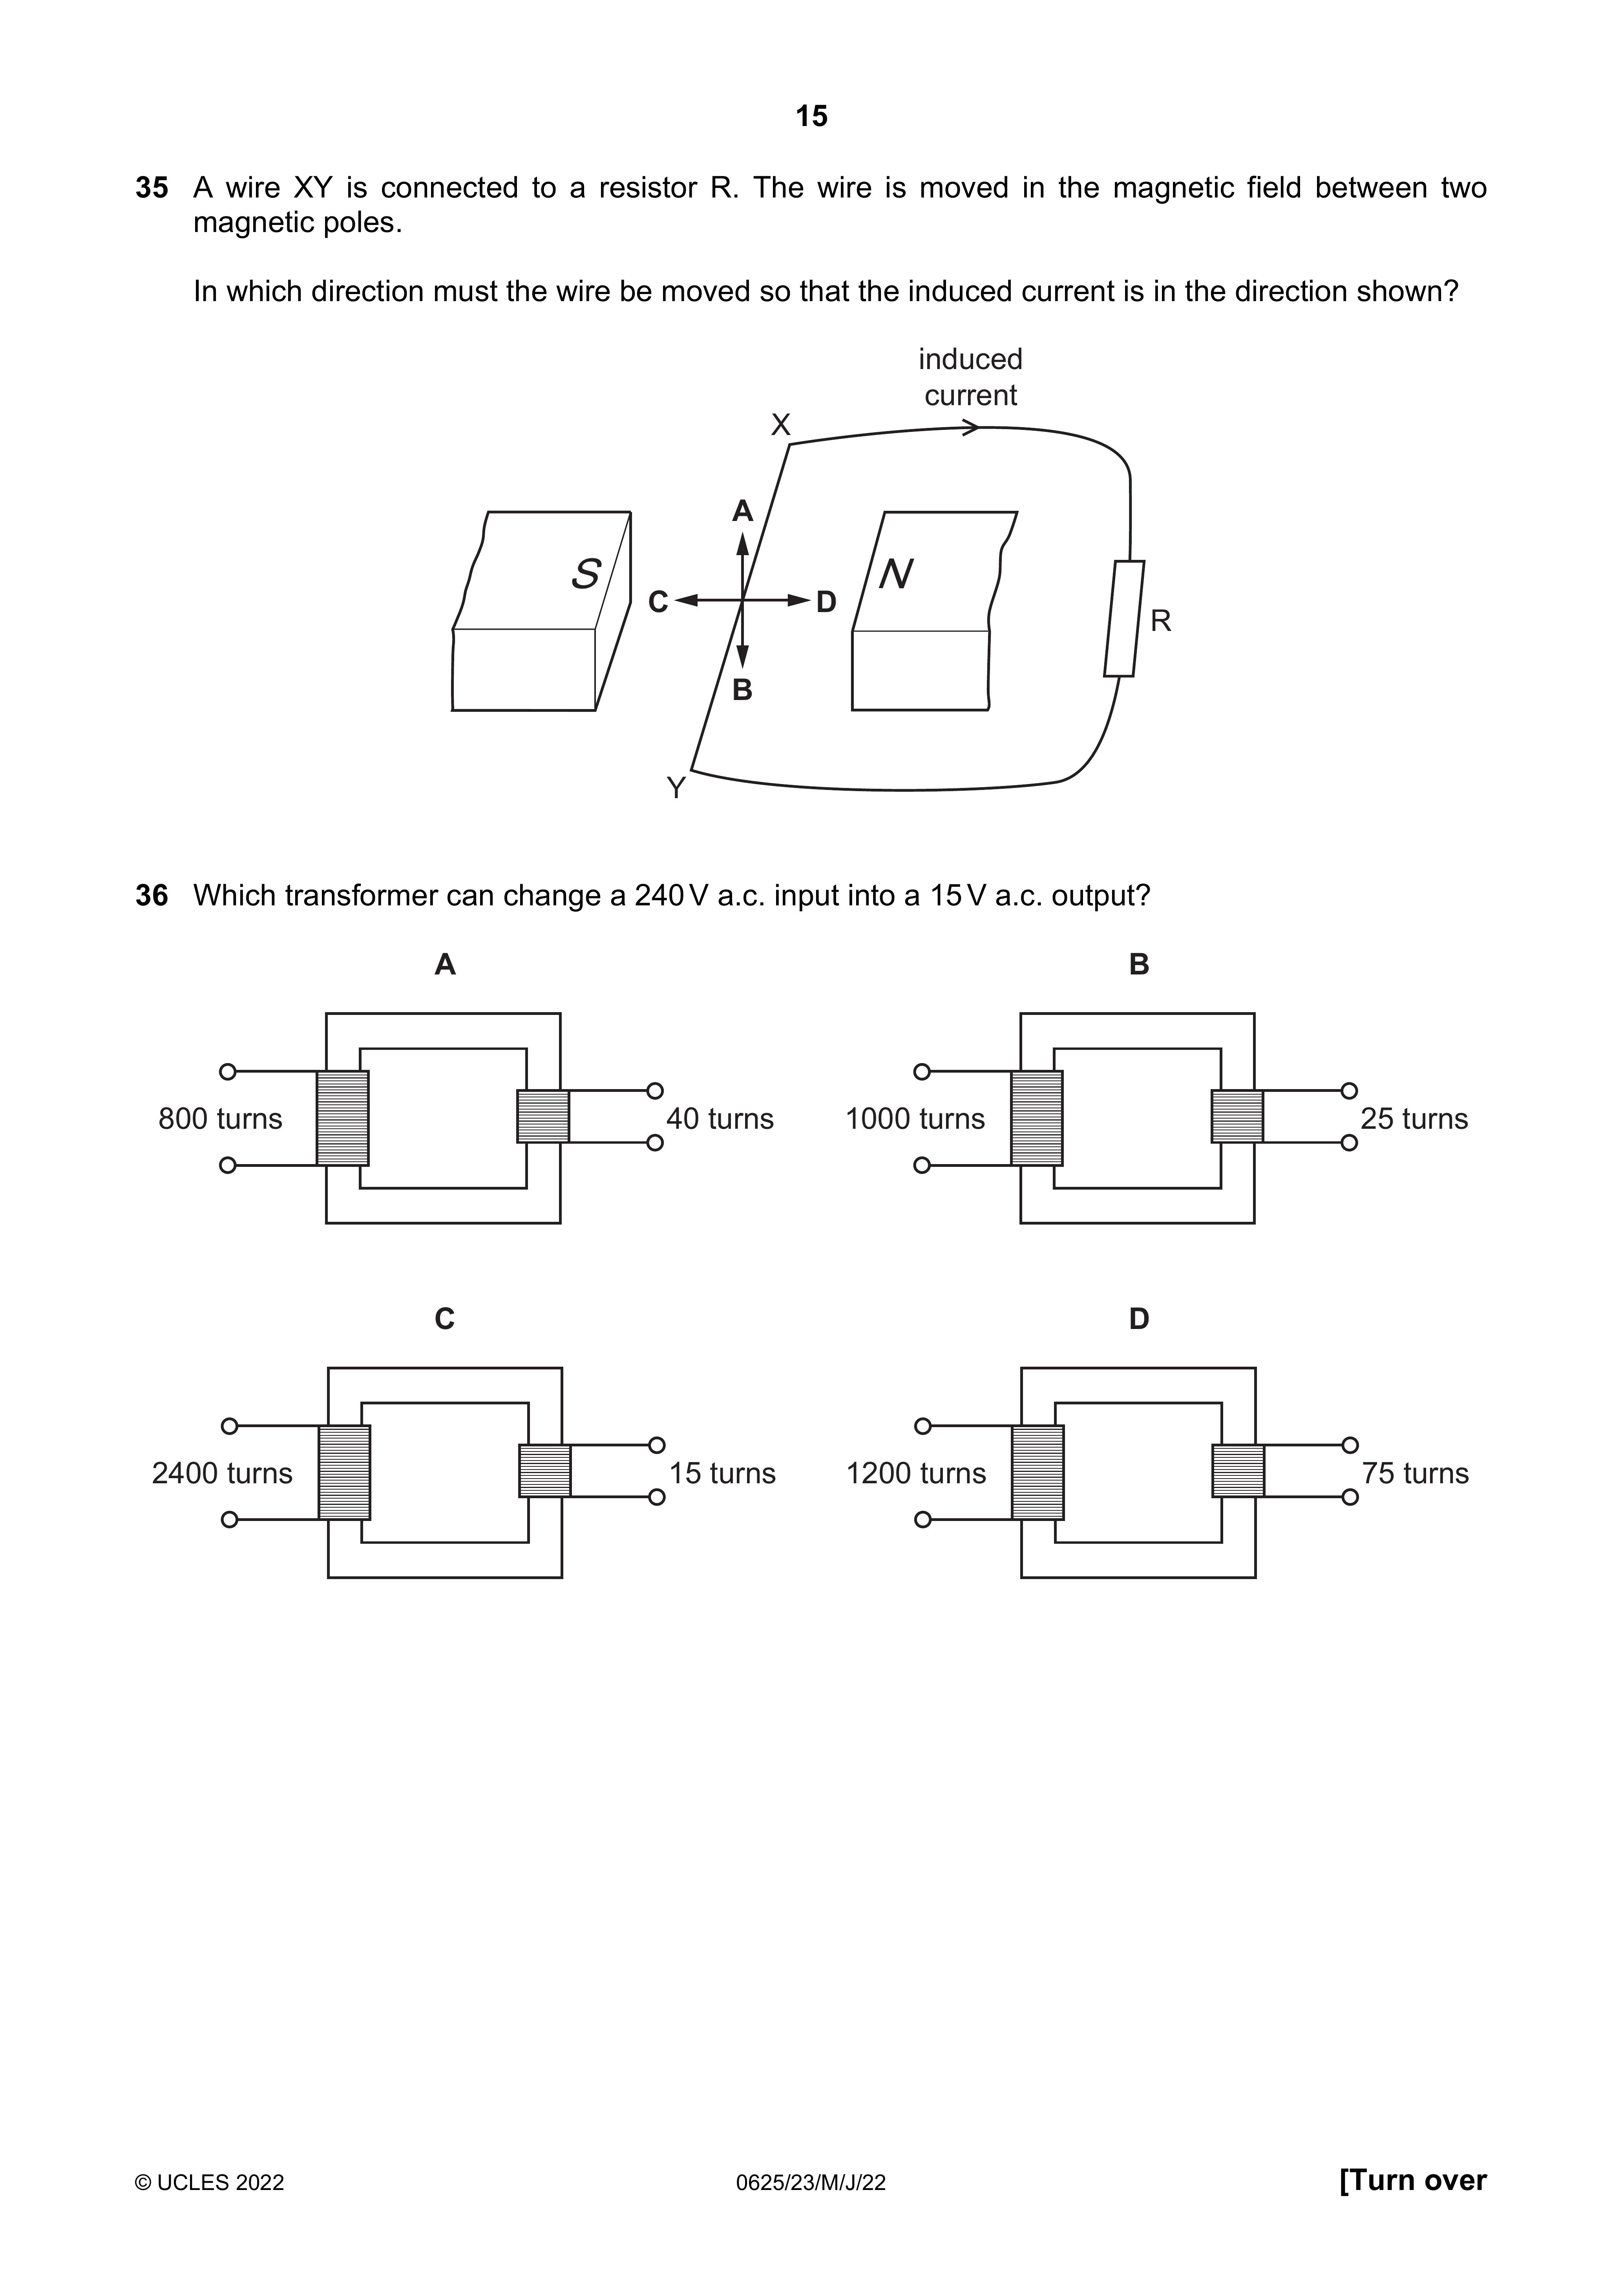 15
35 A wire XY is connected to a resistor R. The wire is moved in the magnetic field between two
magnetic poles.
In which direction must the wire be moved so that the induced current is in the direction shown?
induced
current
X
A
S
N
C
D
R
B
Y
36 Which transformer can change a 240 V a.c. input into a 15 V a.c. output?
A
B
800 turns
40 turns
1000 turns
25 turns
C
D
2400 turns
15 turns
1200 turns
75 turns
© UCLES 2022
0625/23/M/J/22
[Turn over